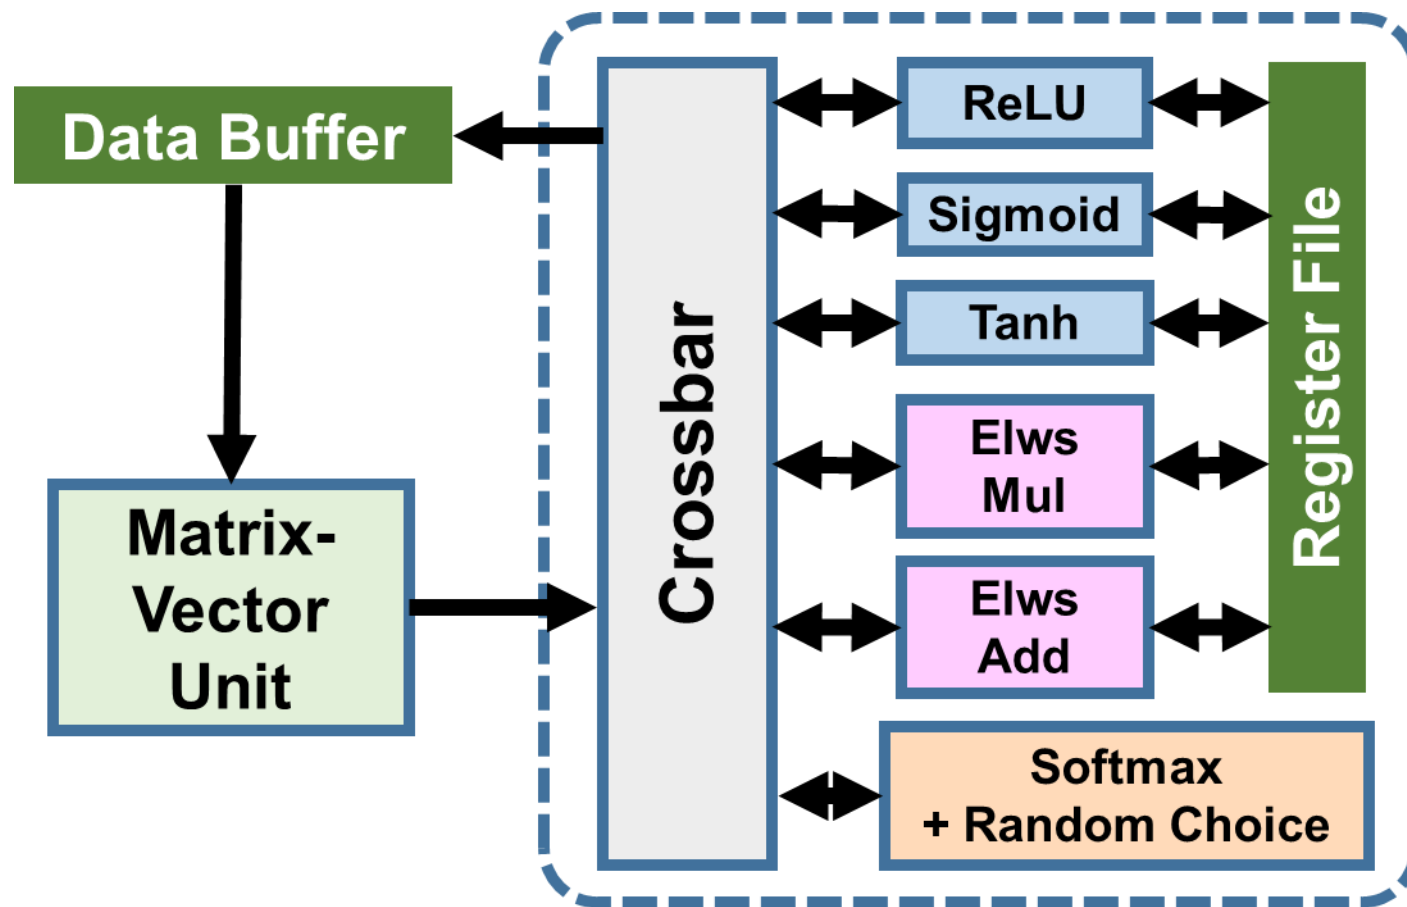 Data Buffer
Matrix-
Vector
Unit
Crossbar
ReLU
Sigmoid
Tanh
Elws
Mul
Elws
Add
Softmax
+ Random Choice
Register File